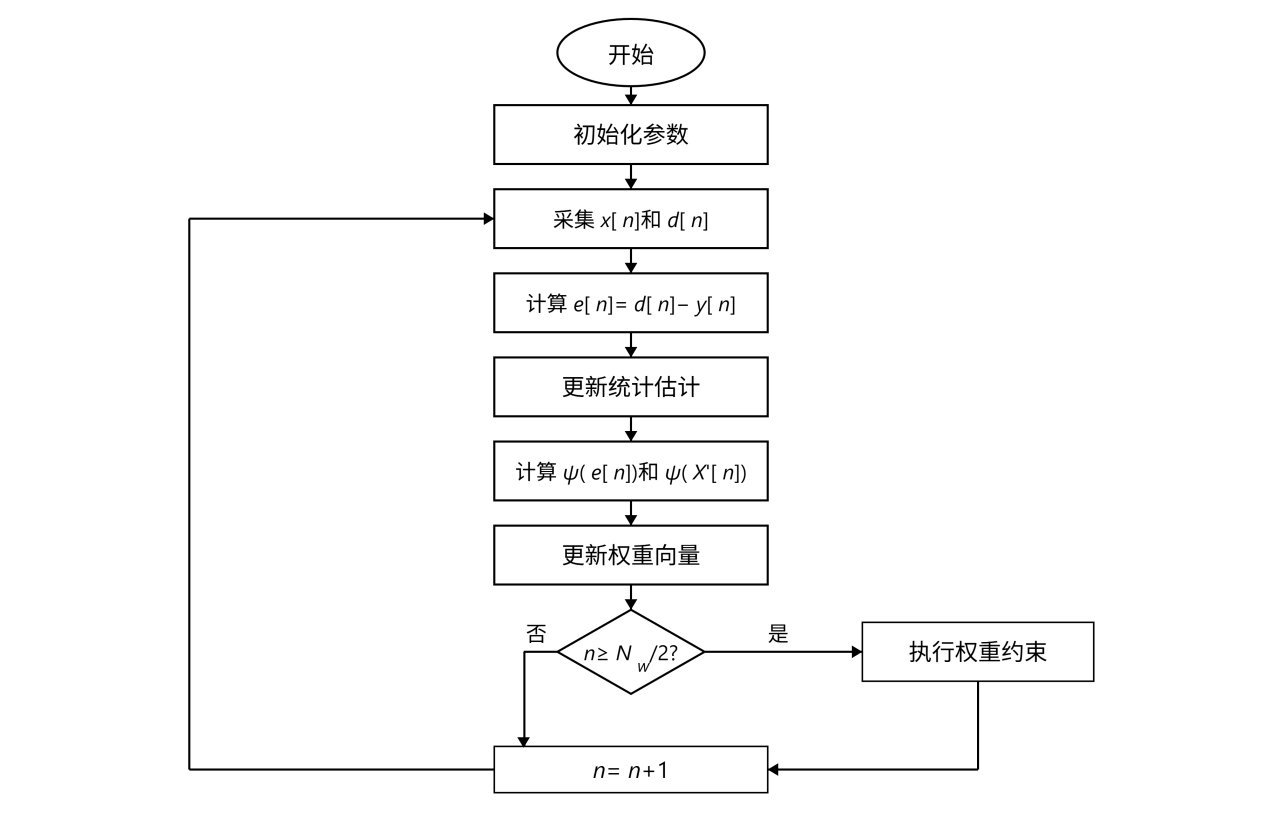 开始
初始化参数
采集 x[ n]和 d[ n]
计算 e[ n]= d[ n]− y[ n]
更新统计估计
计算 ψ( e[ n])和 ψ( X'[ n])
更新权重向量
否
n≥ N w/2?
是
执行权重约束
n= n+1